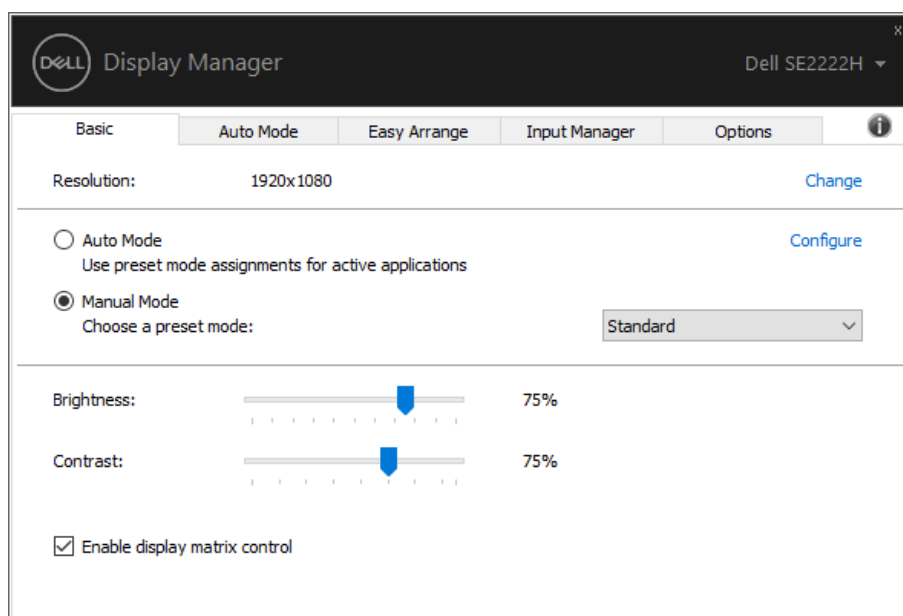 x
DELL Display Manager Dell SE2222H
Basic Auto Mode Easy Arrange Input Manager Options i
Resolution: 1920x1080 Change
Auto Mode Configure
Use preset mode assignments for active applications
Manual Mode
Choose a preset mode: Standard
Brightness: 75%
Contrast: 75%
Enable display matrix control